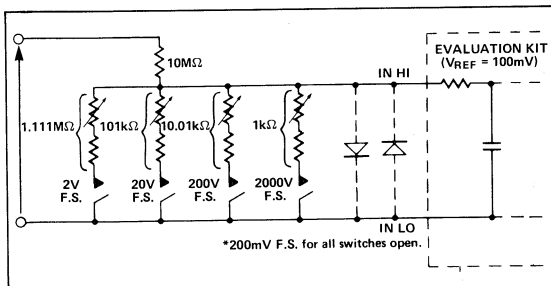 EVALUATION KIT
(VREF = 100mV)
10MΩ
IN HI
1.111MΩ
101kΩ
10.01kΩ
1kΩ
2V
F.S.
20V
F.S.
200V
F.S.
2000V
F.S.
IN LO
*200mV F.S. for all switches open.